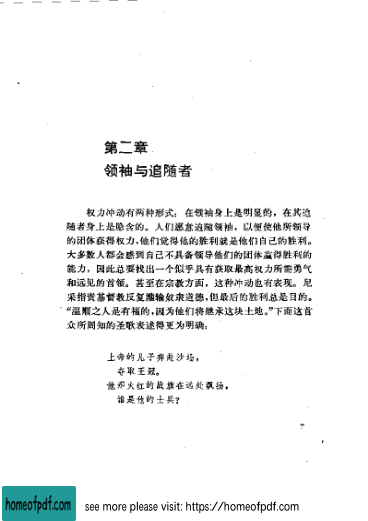 第二章
领袖与追随者
权力冲动有两种形式：在领袖身上是明显的，在其追
随者身上是隐含的。人们愿意追随领袖，以便使他所领导
的团体获得权力，他们觉得他的胜利就是他们自己的胜利。
大多数人都会感到自己不具备领导他们的团体赢得胜利的
能力，因此总要找出一个似乎具有获取最高权力所需勇气
和远见的首领。甚至在宗教方面，这种冲动也有表现。尼
采指责基督教反复灌输奴隶道德，但最后的胜利总是目的。
“温顺之人是有福的，因为他们将继承这块土地。”下面这首
众所周知的圣歌表述得更为明确：
上帝的儿子奔赴沙场，
夺取王冠。
他那火红的战旗在远处飘扬，
谁是他的士兵？
homeofpdf.com
see more please visit: https://homeofpdf.com